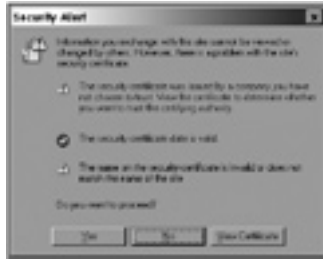 Security Alert
Information you exchange with this site cannot be viewed or
changed by others. However, there is a problem with the site's
security certificate.
The security certificate was issued by a company you have
not chosen to trust. View the certificate to determine whether
you want to trust the certifying authority.
The security certificate date is valid.
The name on the security certificate is invalid or does not
match the name of the site
Do you want to proceed?
Yes
No
View Certificate